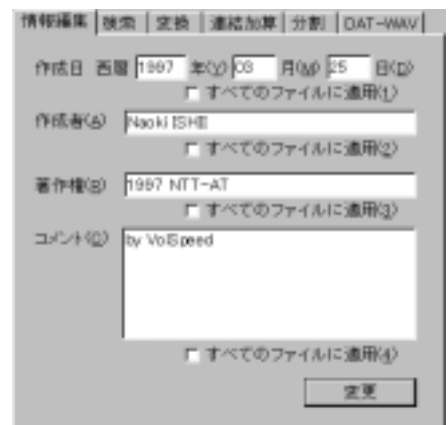 情報編集 検索 変換 連結加算 分割 DAT-WAV
作成日 西暦 1997 年(Y) 03 月(M) 25 日(D)
すべてのファイルに適用(1)
作成者(A) Naoki ISHII
すべてのファイルに適用(2)
著作権(R) 1997 NTT-AT
すべてのファイルに適用(3)
コメント(C) by VolSpeed
すべてのファイルに適用(4)
変更